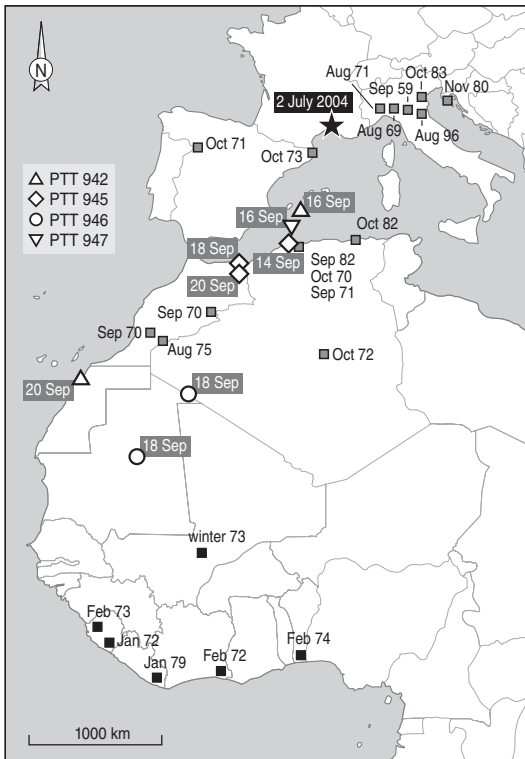 N
Aug 71
Sep 59
Oct 83
Nov 80
2 July 2004
Aug 69
Aug 96
Oct 71
Oct 73
PTT 942
PTT 945
PTT 946
PTT 947
16 Sep
16 Sep
Oct 82
18 Sep
14 Sep
20 Sep
Sep 82
Oct 70
Sep 71
Sep 70
Sep 70
Aug 75
Oct 72
20 Sep
18 Sep
18 Sep
winter 73
Feb 73
Jan 72
Jan 79
Feb 72
Feb 74
1000 km